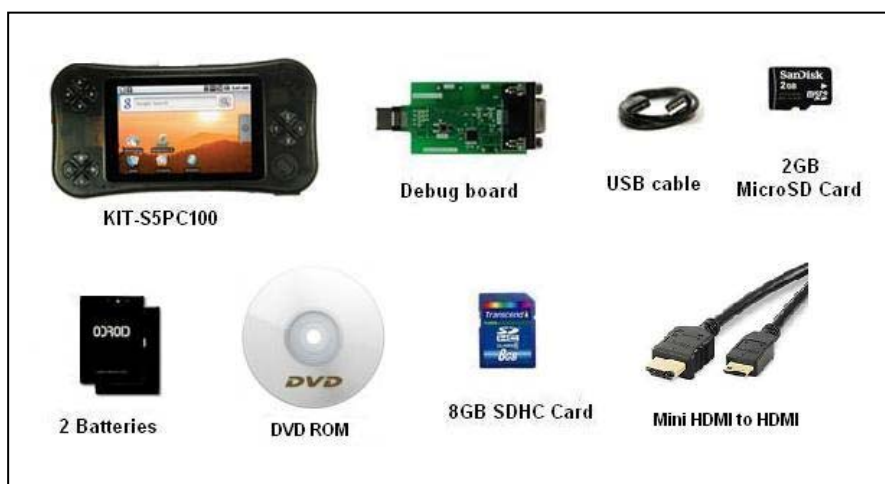 SanDisk
2GB
micro
KIT-S5PC100
Debug board
USB cable
2GB
MicroSD Card
ODROID
Transcend
8GB
DVD
2 Batteries
DVD ROM
8GB SDHC Card
Mini HDMI to HDMI